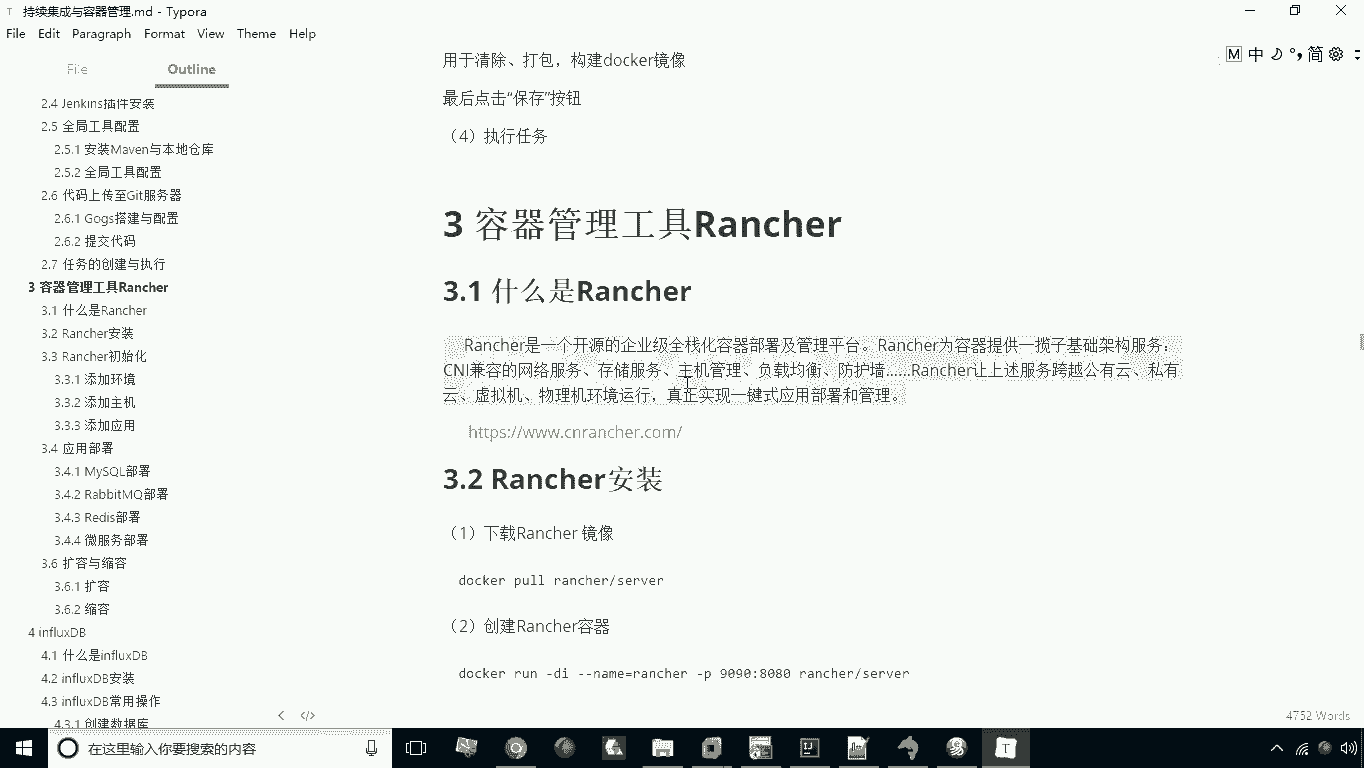 持续集成与容器管理.md - Typora
File Edit Paragraph Format View Theme Help
File
Outline
2.4 Jenkins插件安装
2.5 全局工具配置
2.5.1 安装Maven与本地仓库
2.5.2 全局工具配置
2.6 代码上传至Git服务器
2.6.1 Gogs搭建与配置
2.6.2 提交代码
2.7 任务的创建与执行
3 容器管理工具Rancher
3.1 什么是Rancher
3.2 Rancher安装
3.3 Rancher初始化
3.3.1 添加环境
3.3.2 添加主机
3.3.3 添加应用
3.4 应用部署
3.4.1 MySQL部署
3.4.2 RabbitMQ部署
3.4.3 Redis部署
3.4.4 微服务部署
3.6 扩容与缩容
3.6.1 扩容
3.6.2 缩容
4 influxDB
4.1 什么是influxDB
4.2 influxDB安装
4.3 influxDB常用操作
4.3.1 创建数据库
用于清除、打包，构建docker镜像
最后点击“保存”按钮
（4）执行任务
3 容器管理工具Rancher
3.1 什么是Rancher
Rancher是一个开源的企业级全栈化容器部署及管理平台。Rancher为容器提供一揽子基础架构服务：
CNI兼容的网络服务、存储服务、主机管理、负载均衡、防护墙......Rancher让上述服务跨越公有云、私有
云、虚拟机、物理机环境运行，真正实现一键式应用部署和管理。
https://www.cnrancher.com/
3.2 Rancher安装
（1）下载Rancher 镜像
docker pull rancher/server
（2）创建Rancher容器
docker run -di --name=rancher -p 9090:8080 rancher/server
4752 Words
M 中 简
在这里输入你要搜索的内容